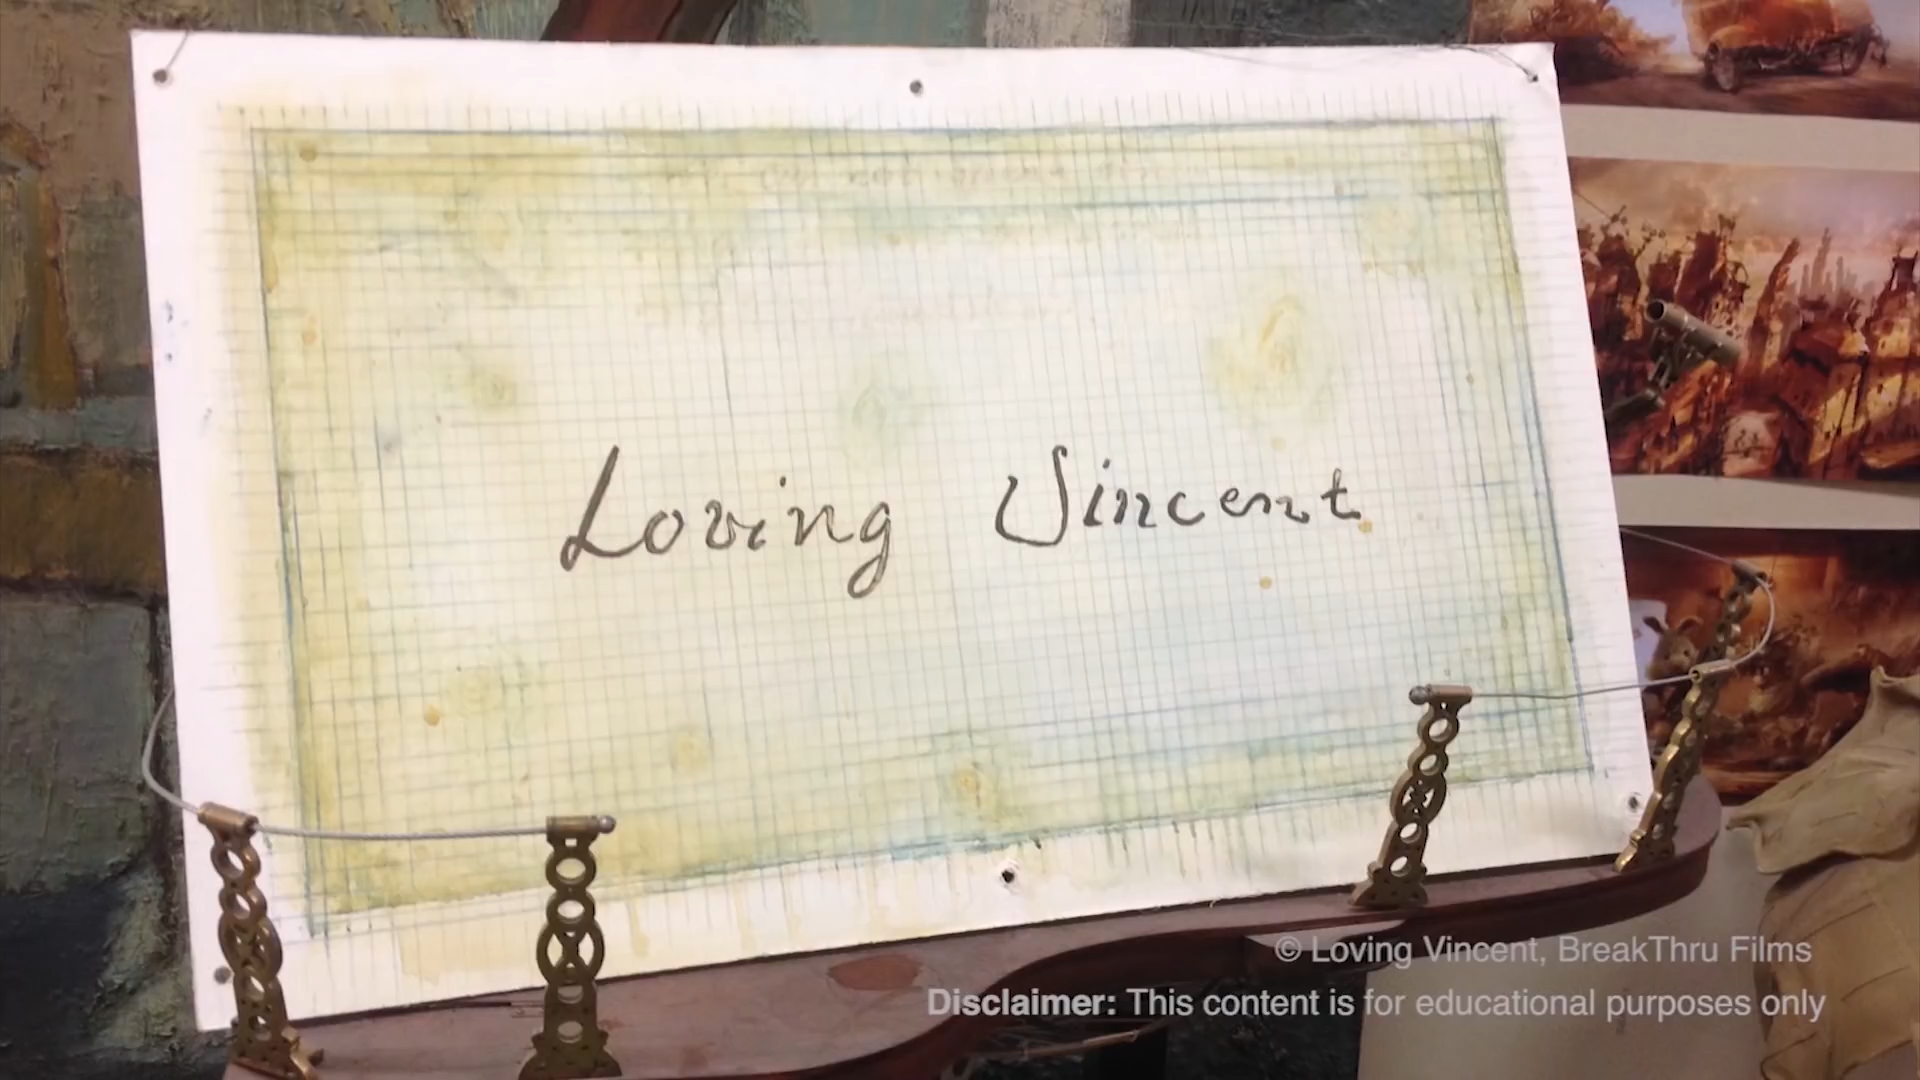 Loving Vincent
© Loving Vincent, BreakThru Films
Disclaimer: This content is for educational purposes only